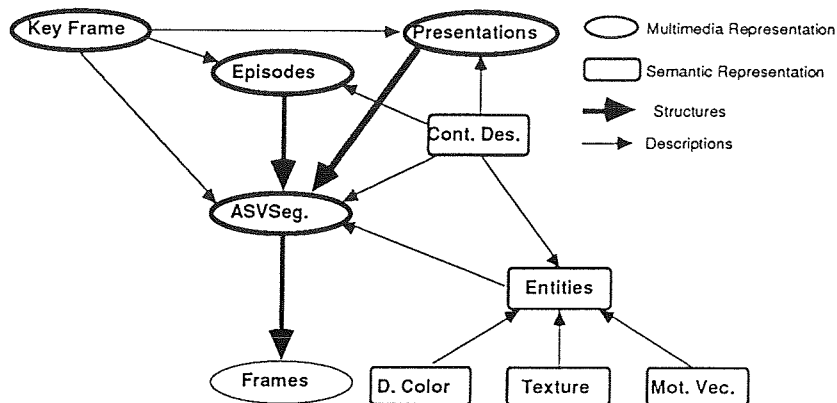 Key Frame
Presentations
Multimedia Representation
Episodes
Semantic Representation
Structures
Cont. Des.
Descriptions
ASVSeg.
Entities
Frames
D. Color
Texture
Mot. Vec.